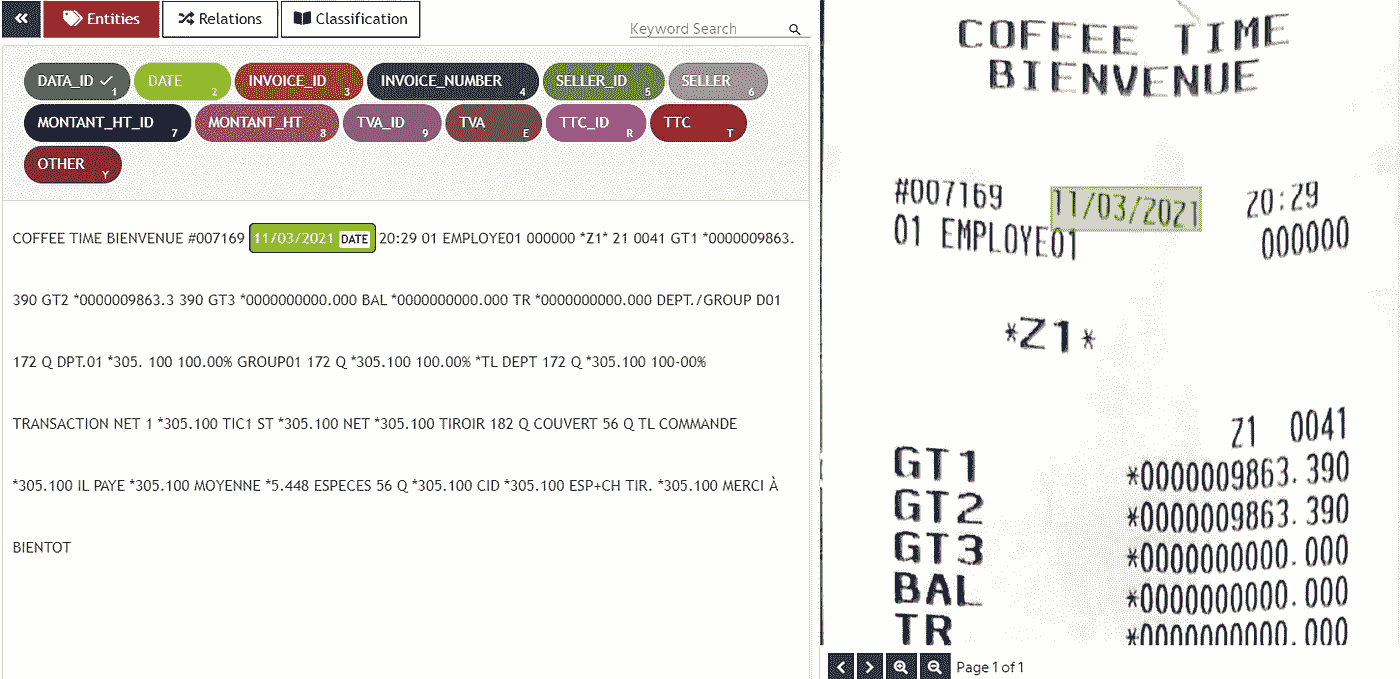 Entities Relations Classification
Keyword Search
DATA_ID 1 DATE 2 INVOICE_ID 3 INVOICE_NUMBER 4 SELLER_ID 5 SELLER 6
MONTANT_HT_ID 7 MONTANT_HT 8 TVA_ID 9 TVA E TTC_ID R TTC T
OTHER Y
COFFEE TIME BIENVENUE #007169 11/03/2021 DATE 20:29 01 EMPLOYE01 000000 *Z1* 21 0041 GT1 *0000009863.
390 GT2 *0000009863.3 390 GT3 *0000000000.000 BAL *0000000000.000 TR *0000000000.000 DEPT./GROUP D01
172 Q DPT.01 *305. 100 100.00% GROUP01 172 Q *305.100 100.00% *TL DEPT 172 Q *305.100 100-00%
TRANSACTION NET 1 *305.100 TIC1 ST *305.100 NET *305.100 TIROIR 182 Q COUVERT 56 Q TL COMMANDE
*305.100 IL PAYE *305.100 MOYENNE *5.448 ESPECES 56 Q *305.100 CID *305.100 ESP+CH TIR. *305.100 MERCI À
BIENTOT
COFFEE TIME
BIENVENUE
#007169 11/03/2021 20:29
01 EMPLOYE01 000000
*Z1*
Z1 0041
GT1 *0000009863.390
GT2 *0000009863.390
GT3 *0000000000.000
BAL *0000000000.000
TR *0000000000.000
Page 1 of 1